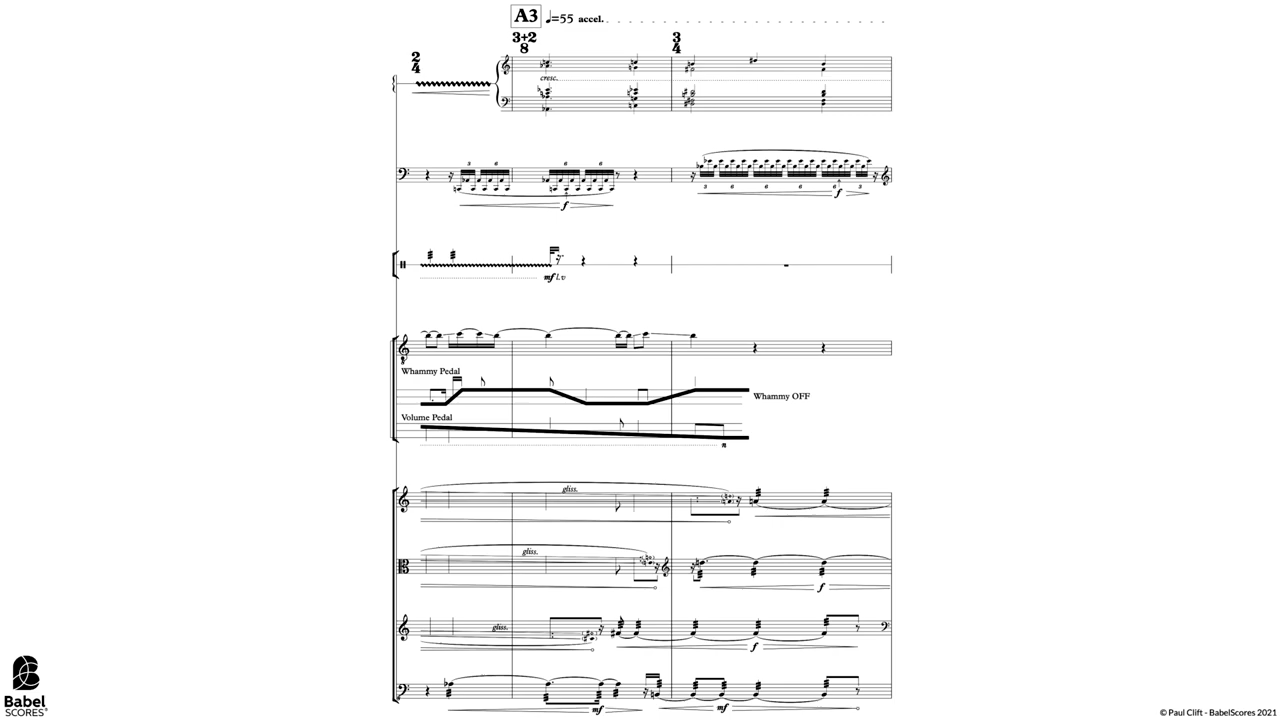 A3 ♩=55 accel.
2
4
3+2
8
3
4
cresc.
3 6 6 6
3 6 6 6 6 3
f
f
mf l.v
Whammy Pedal
Whammy OFF
Volume Pedal
n
gliss.
gliss.
f
gliss.
f
mf
mf
Babel
SCORES®
© Paul Clift - BabelScores 2021